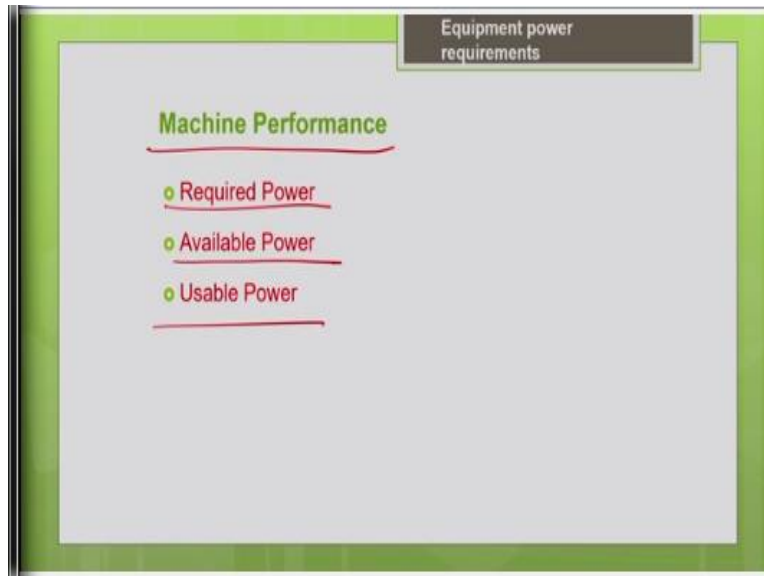 Equipment power
requirements
Machine Performance
Required Power
Available Power
Usable Power